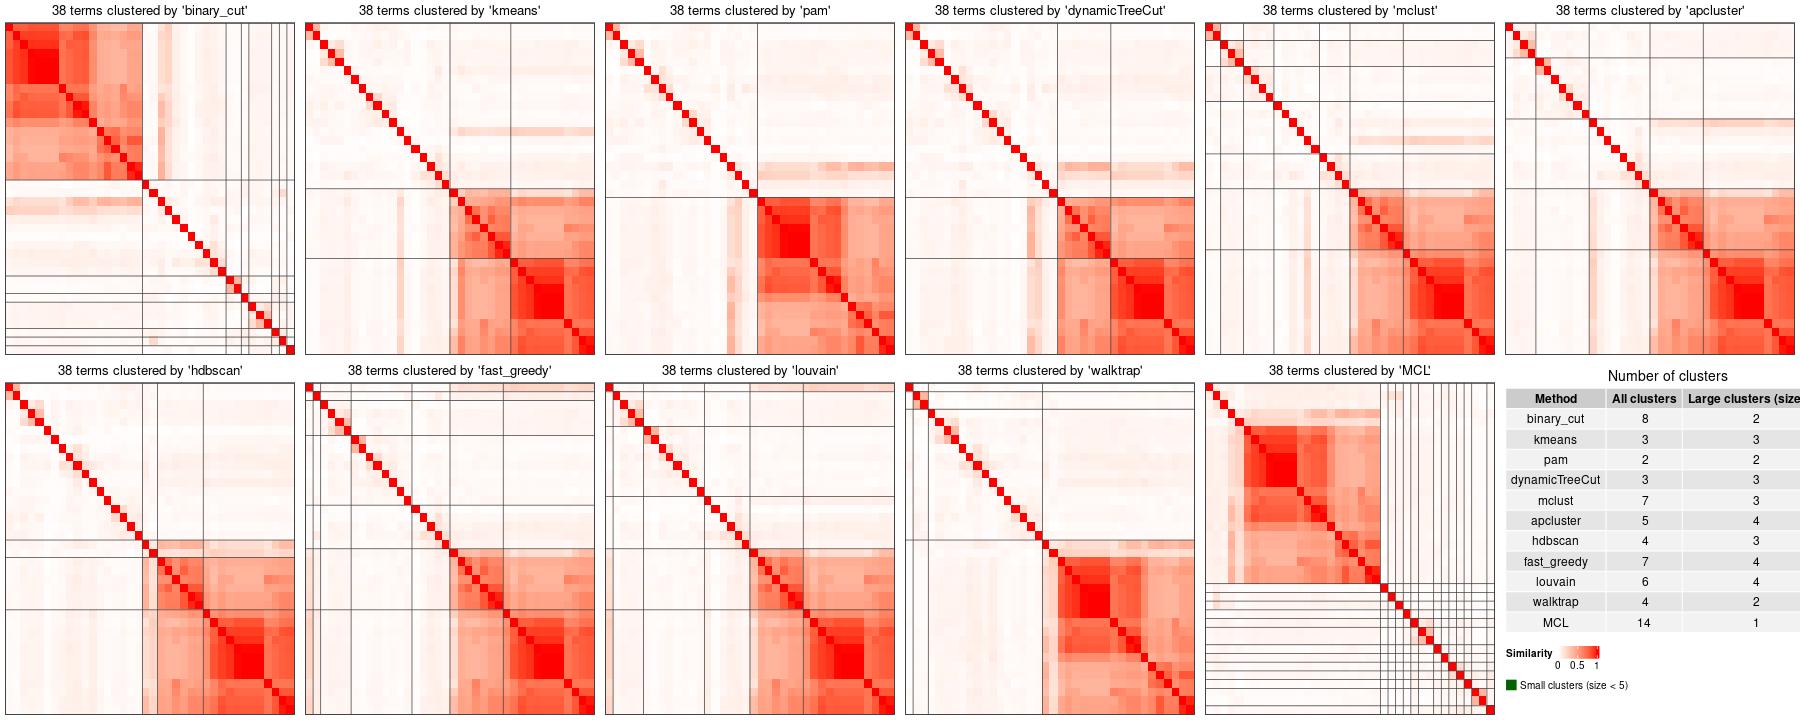 38 terms clustered by 'binary_cut'
38 terms clustered by 'kmeans'
38 terms clustered by 'pam'
38 terms clustered by 'dynamicTreeCut'
38 terms clustered by 'mclust'
38 terms clustered by 'apcluster'
38 terms clustered by 'hdbscan'
38 terms clustered by 'fast_greedy'
38 terms clustered by 'louvain'
38 terms clustered by 'walktrap'
38 terms clustered by 'MCL'
Number of clusters
Method All clusters Large clusters (size
binary_cut 8 2
kmeans 3 3
pam 2 2
dynamicTreeCut 3 3
mclust 7 3
apcluster 5 4
hdbscan 4 3
fast_greedy 7 4
louvain 6 4
walktrap 4 2
MCL 14 1
Similarity
0 0.5 1
Small clusters (size < 5)